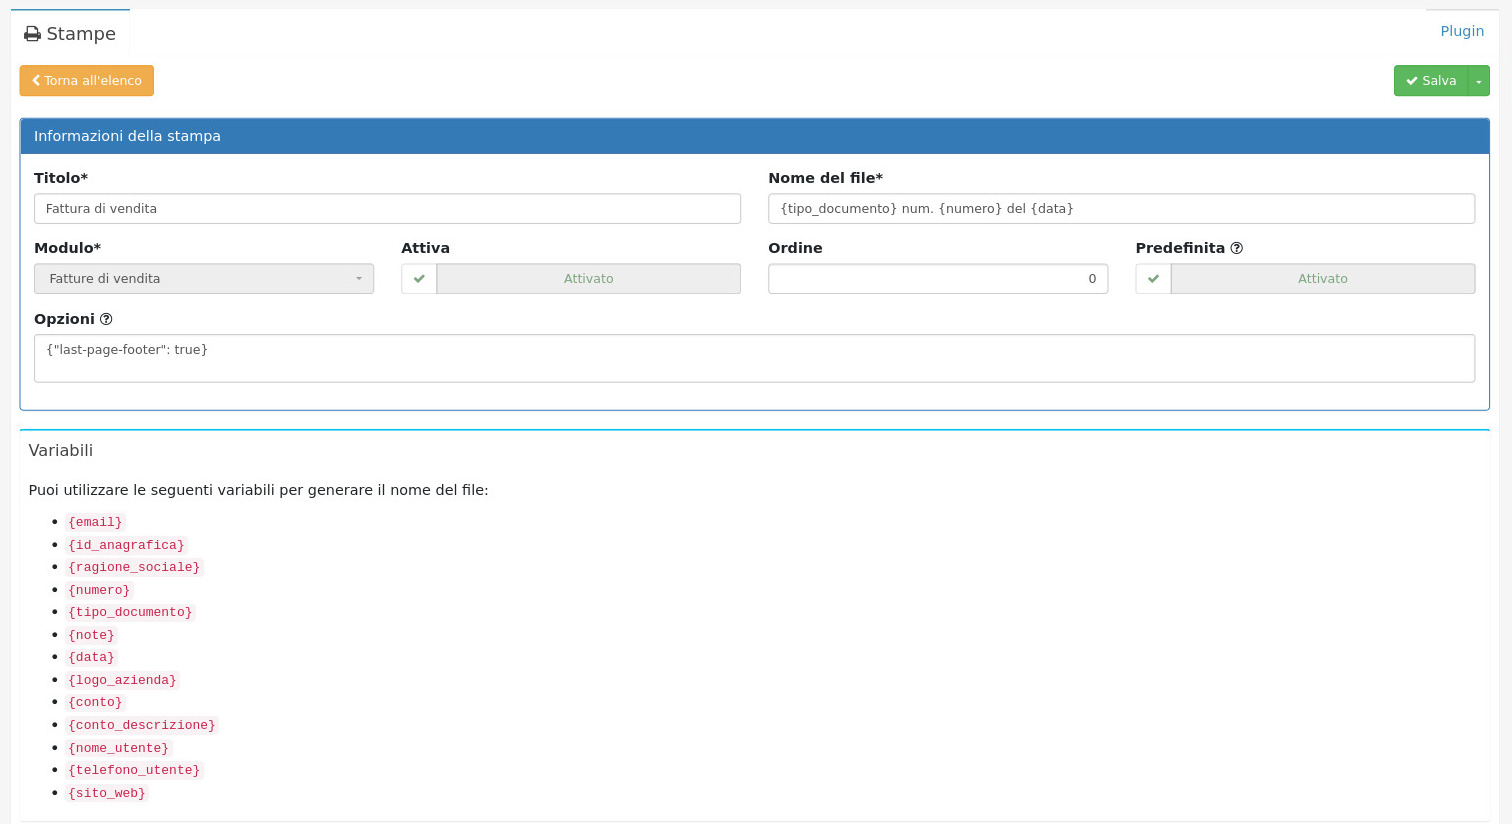 Stampe
Plugin
Torna all'elenco
Salva
Informazioni della stampa
Titolo*
Nome del file*
Fattura di vendita
{tipo_documento} num. {numero} del {data}
Modulo*
Attiva
Ordine
Predefinita
Fatture di vendita
Attivato
0
Attivato
Opzioni
{"last-page-footer": true}
Variabili
Puoi utilizzare le seguenti variabili per generare il nome del file:
{email}
{id_anagrafica}
{ragione_sociale}
{numero}
{tipo_documento}
{note}
{data}
{logo_azienda}
{conto}
{conto_descrizione}
{nome_utente}
{telefono_utente}
{sito_web}